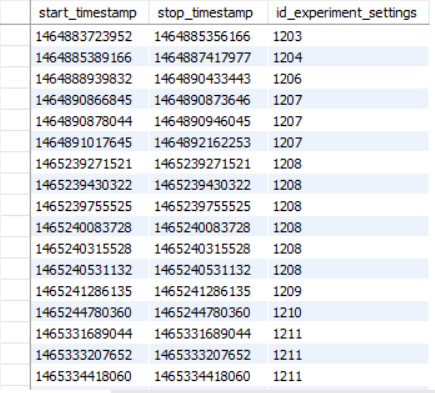 start_timestamp stop_timestamp id_experiment_settings
1464883723952 1464885356166 1203
1464885389166 1464887417977 1204
1464888939832 1464890433443 1206
1464890866845 1464890873646 1207
1464890878044 1464890946045 1207
1464891017645 1464892162253 1207
1465239271521 1465239271521 1208
1465239430322 1465239430322 1208
1465239755525 1465239755525 1208
1465240083728 1465240083728 1208
1465240315528 1465240315528 1208
1465240531132 1465240531132 1208
1465241286135 1465241286135 1209
1465244780360 1465244780360 1210
1465331689044 1465331689044 1211
1465333207652 1465333207652 1211
1465334418060 1465334418060 1211